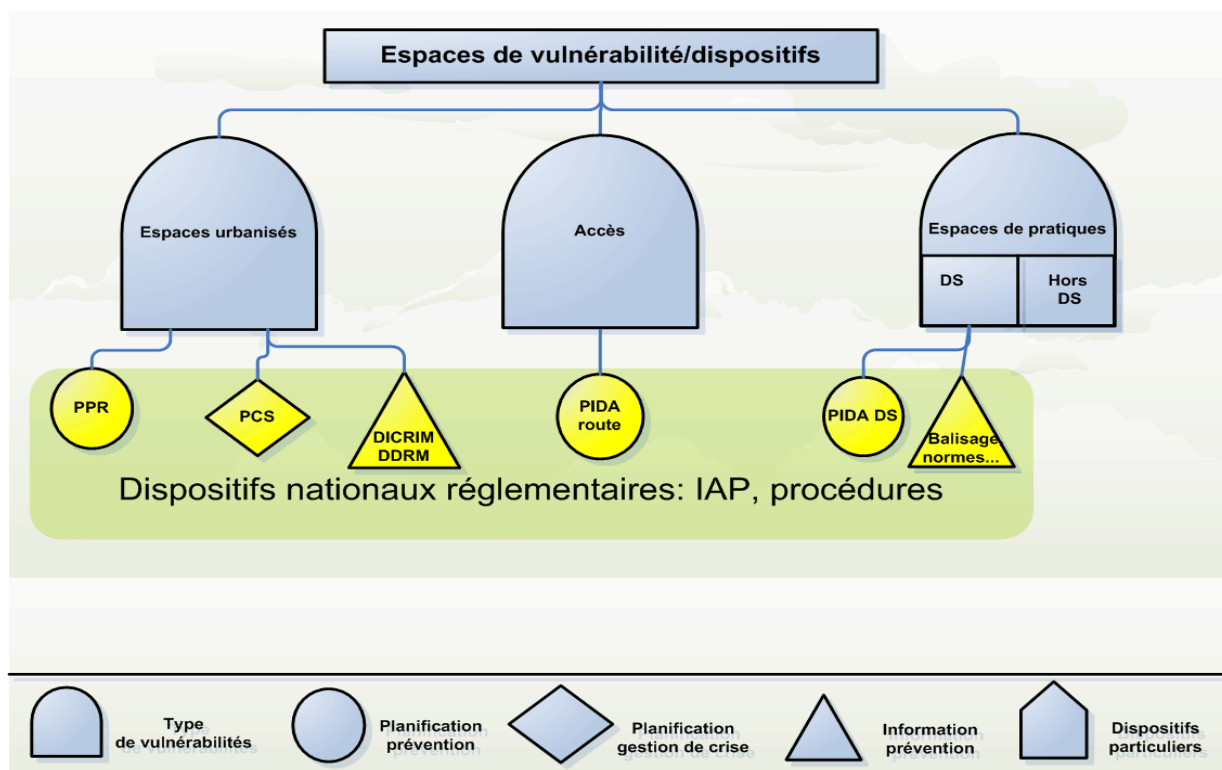 Espaces de vulnérabilité/dispositifs
Espaces urbanisés
Accès
Espaces de pratiques
DS
Hors
DS
PPR
PCS
DICRIM
DDRM
PIDA
route
PIDA DS
Balisage,
normes...
Dispositifs nationaux réglementaires: IAP, procédures
Type
de vulnérabilités
Planification
prévention
Planification
gestion de crise
Information
prévention
Dispositifs
particuliers